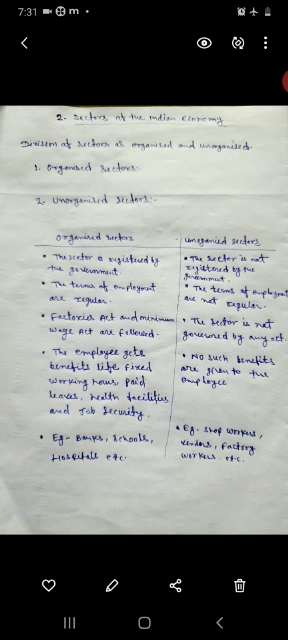 7:31
2. Sectors of the Indian Economy
Division of sectors as organised and unorganised.
1. Organised Sectors:-
2. Unorganised Sectors:-
organised sectors
• The sector is registered by
the government.
• The terms of employment
are regular.
• Factories Act and minimum
wage Act are followed.
• The employee gets
benefits like fixed
working hours, paid
leaves, health facilities
and Job Security.
• Eg- Banks, Schools,
Hospitals etc.
unorganised sectors
• The sector is not
registered by the
government.
• The terms of employment
are not regular.
• The sector is not
governed by any act.
• No such benefits
are given to the
employee
• Eg. Shop workers,
vendors, factory
workers etc.